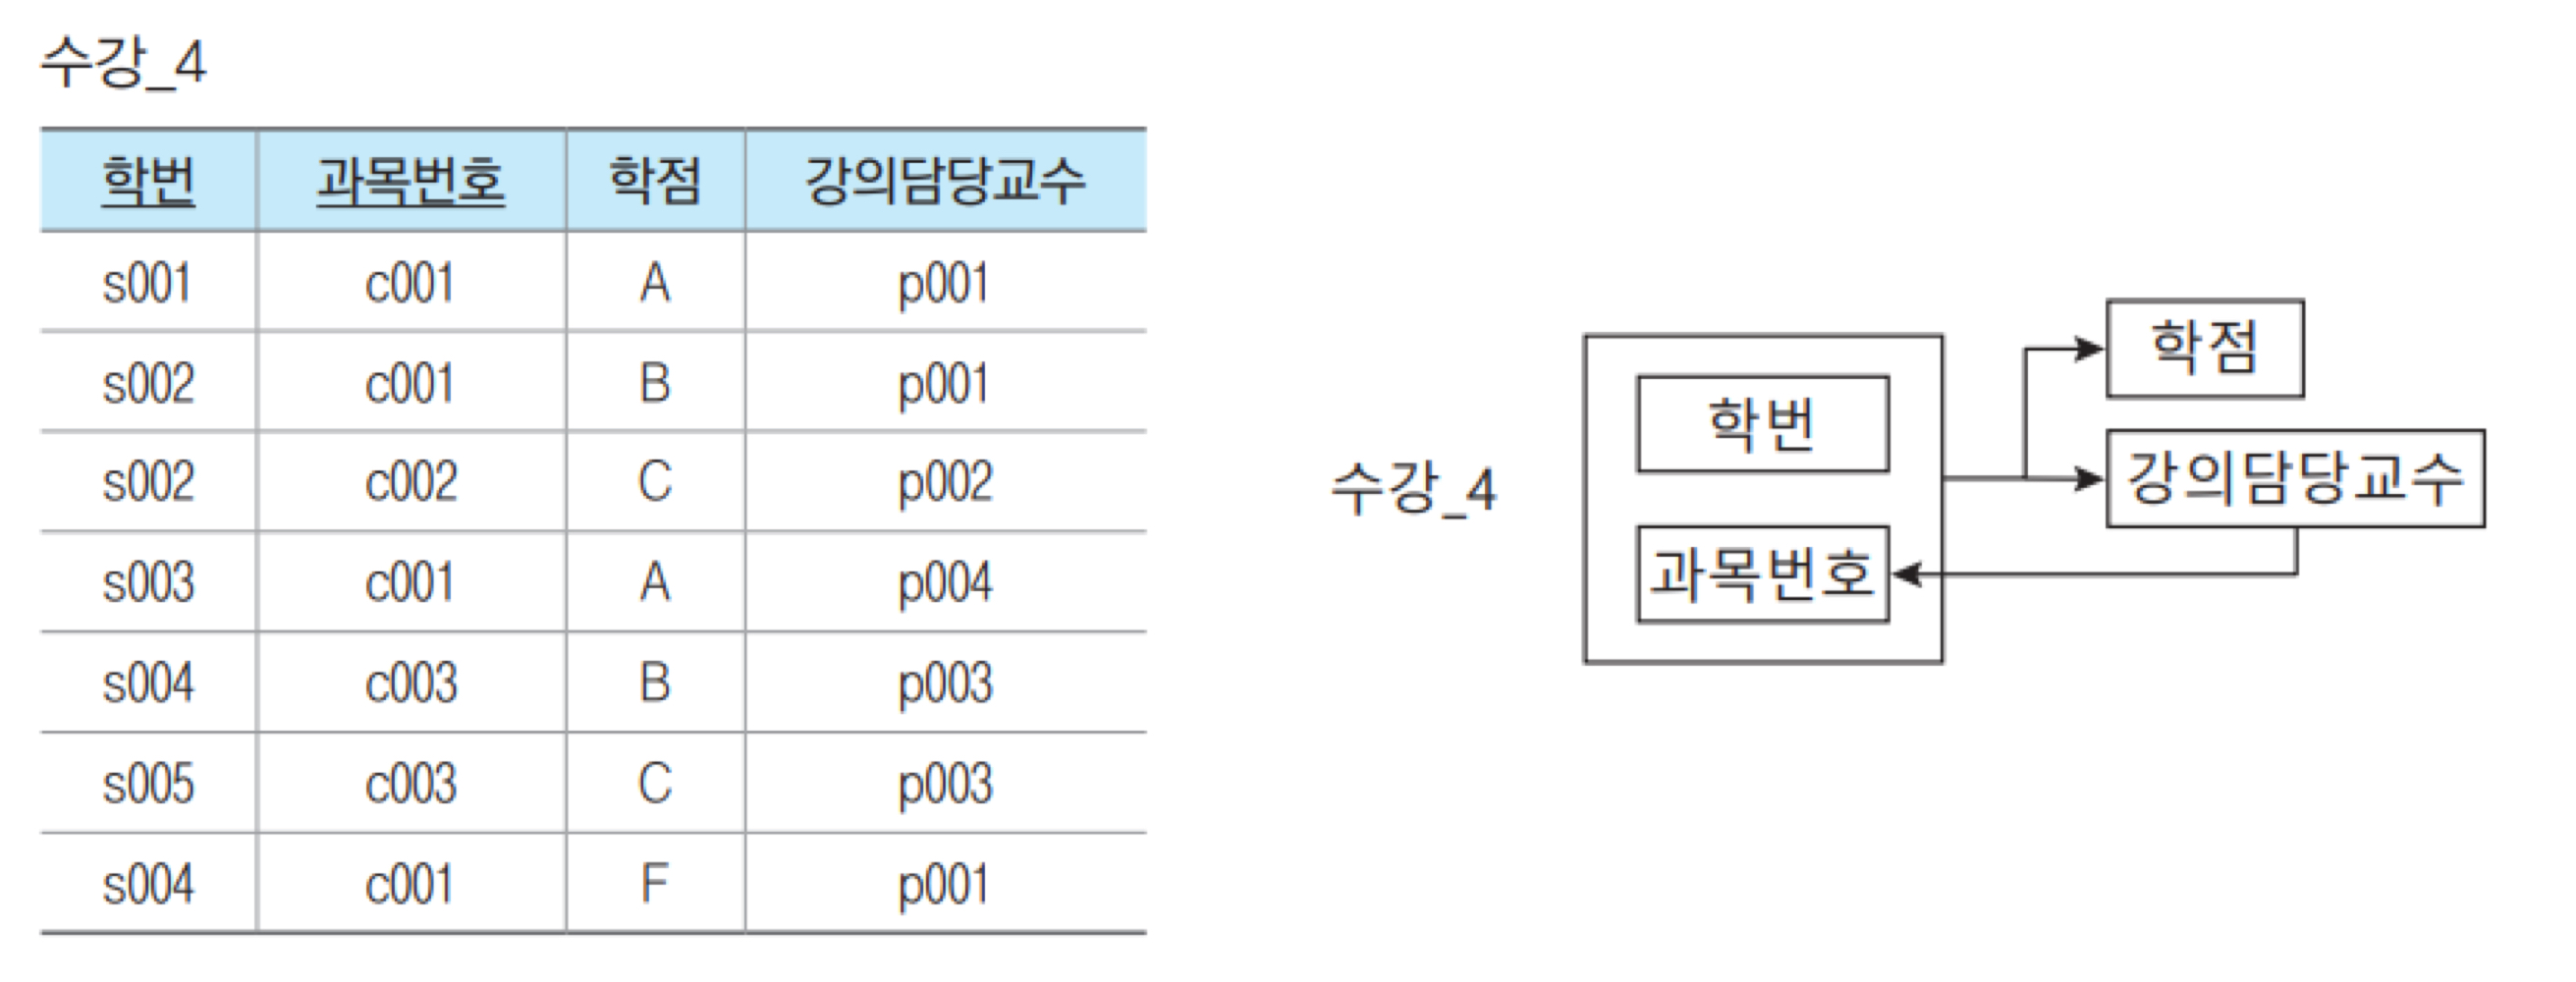 수강_4
학번 과목번호 학점 강의담당교수
s001 c001 A p001
s002 c001 B p001
s002 c002 C p002
s003 c001 A p004
s004 c003 B p003
s005 c003 C p003
s004 c001 F p001
수강_4
학번
과목번호
학점
강의담당교수